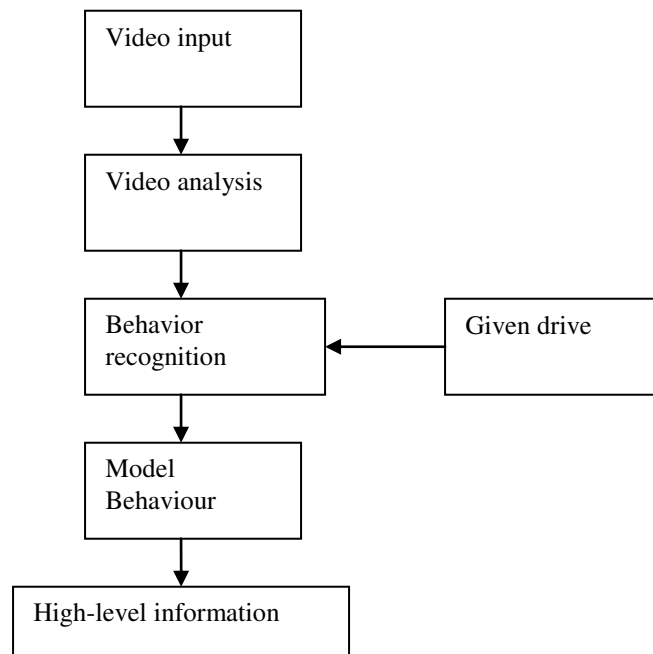 Video input
Video analysis
Behavior
recognition
Given drive
Model
Behaviour
High-level information